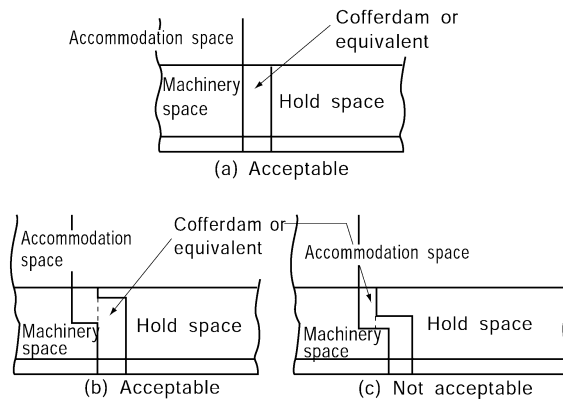 Cofferdam or
equivalent
Accommodation space
Machinery
space
Hold space
(a) Acceptable
Cofferdam or
equivalent
Accommodation
space
Machinery
space
Hold space
(b) Acceptable
Accommodation space
Machinery
space
Hold space
(c) Not acceptable